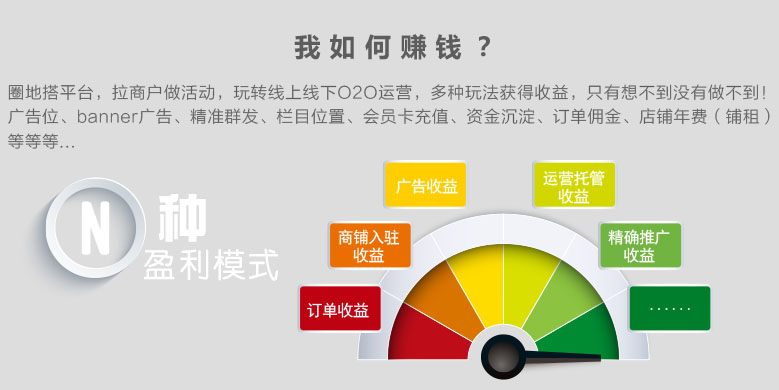 我如何赚钱？
圈地搭平台，拉商户做活动，玩转线上线下O2O运营，多种玩法获得收益，只有想不到没有做不到！
广告位、banner广告、精准群发、栏目位置、会员卡充值、资金沉淀、订单佣金、店铺年费（铺租）
等等等...
N种
盈利模式
广告收益
运营托管
收益
商铺入驻
收益
精确推广
收益
订单收益
······